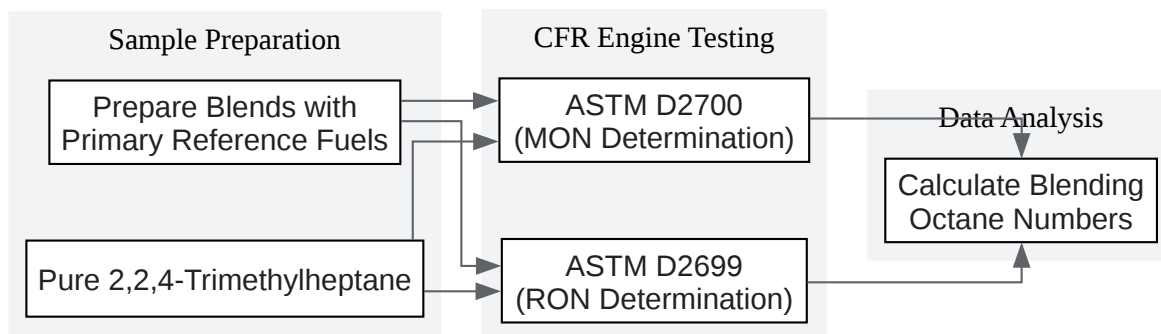 Sample Preparation
Prepare Blends with
Primary Reference Fuels
Pure 2,2,4-Trimethylheptane
CFR Engine Testing
ASTM D2700
(MON Determination)
ASTM D2699
(RON Determination)
Data Analysis
Calculate Blending
Octane Numbers